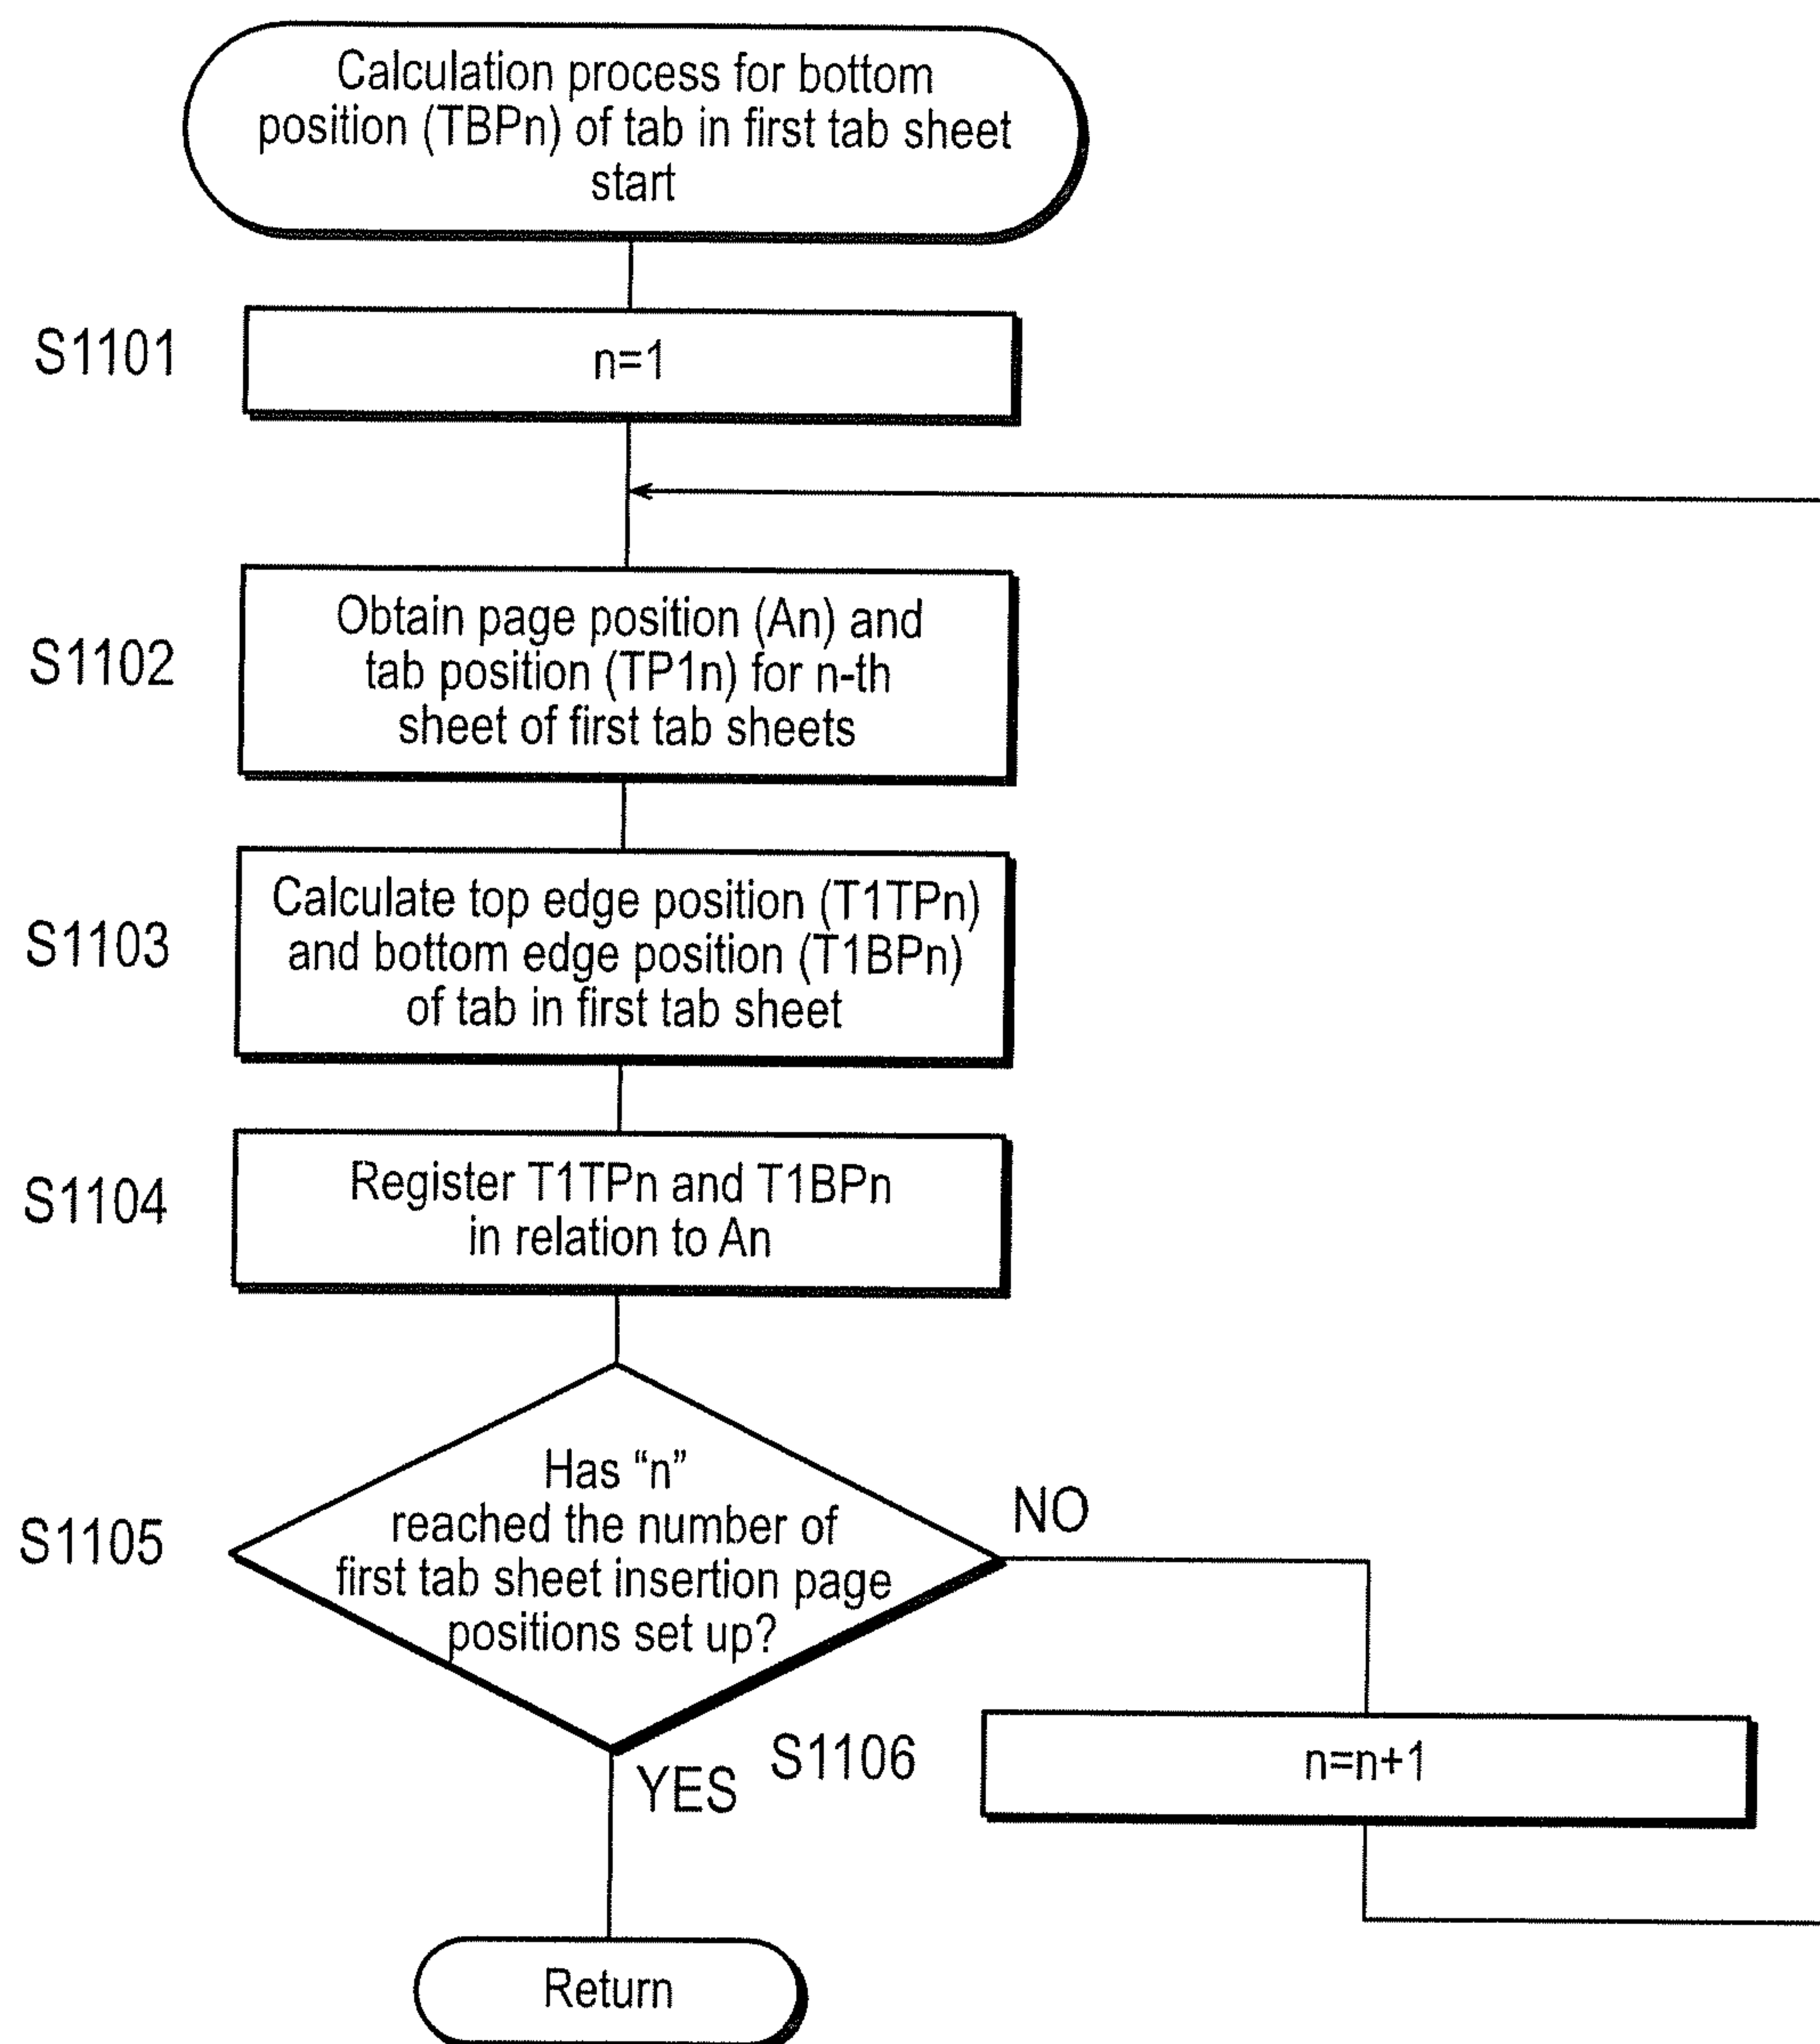 Calculation process for bottom
position (TBPn) of tab in first tab sheet
start
S1101
n=1
S1102
Obtain page position (An) and
tab position (TP1n) for n-th
sheet of first tab sheets
S1103
Calculate top edge position (T1TPn)
and bottom edge position (T1BPn)
of tab in first tab sheet
S1104
Register T1TPn and T1BPn
in relation to An
S1105
Has “n”
reached the number of
first tab sheet insertion page
positions set up?
NO
YES
S1106
n=n+1
Return